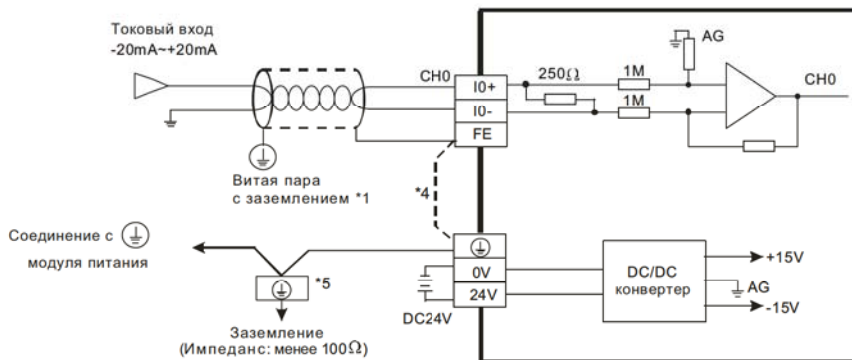 Токовый вход
-20mA~+20mA
CH0
I0+
I0-
FE
250Ω
1M
1M
AG
CH0
Витая пара
с заземлением *1
*4
Соединение с
модуля питания
*5
0V
24V
DC24V
DC/DC
конвертер
+15V
AG
-15V
Заземление
(Импеданс: менее 100Ω)